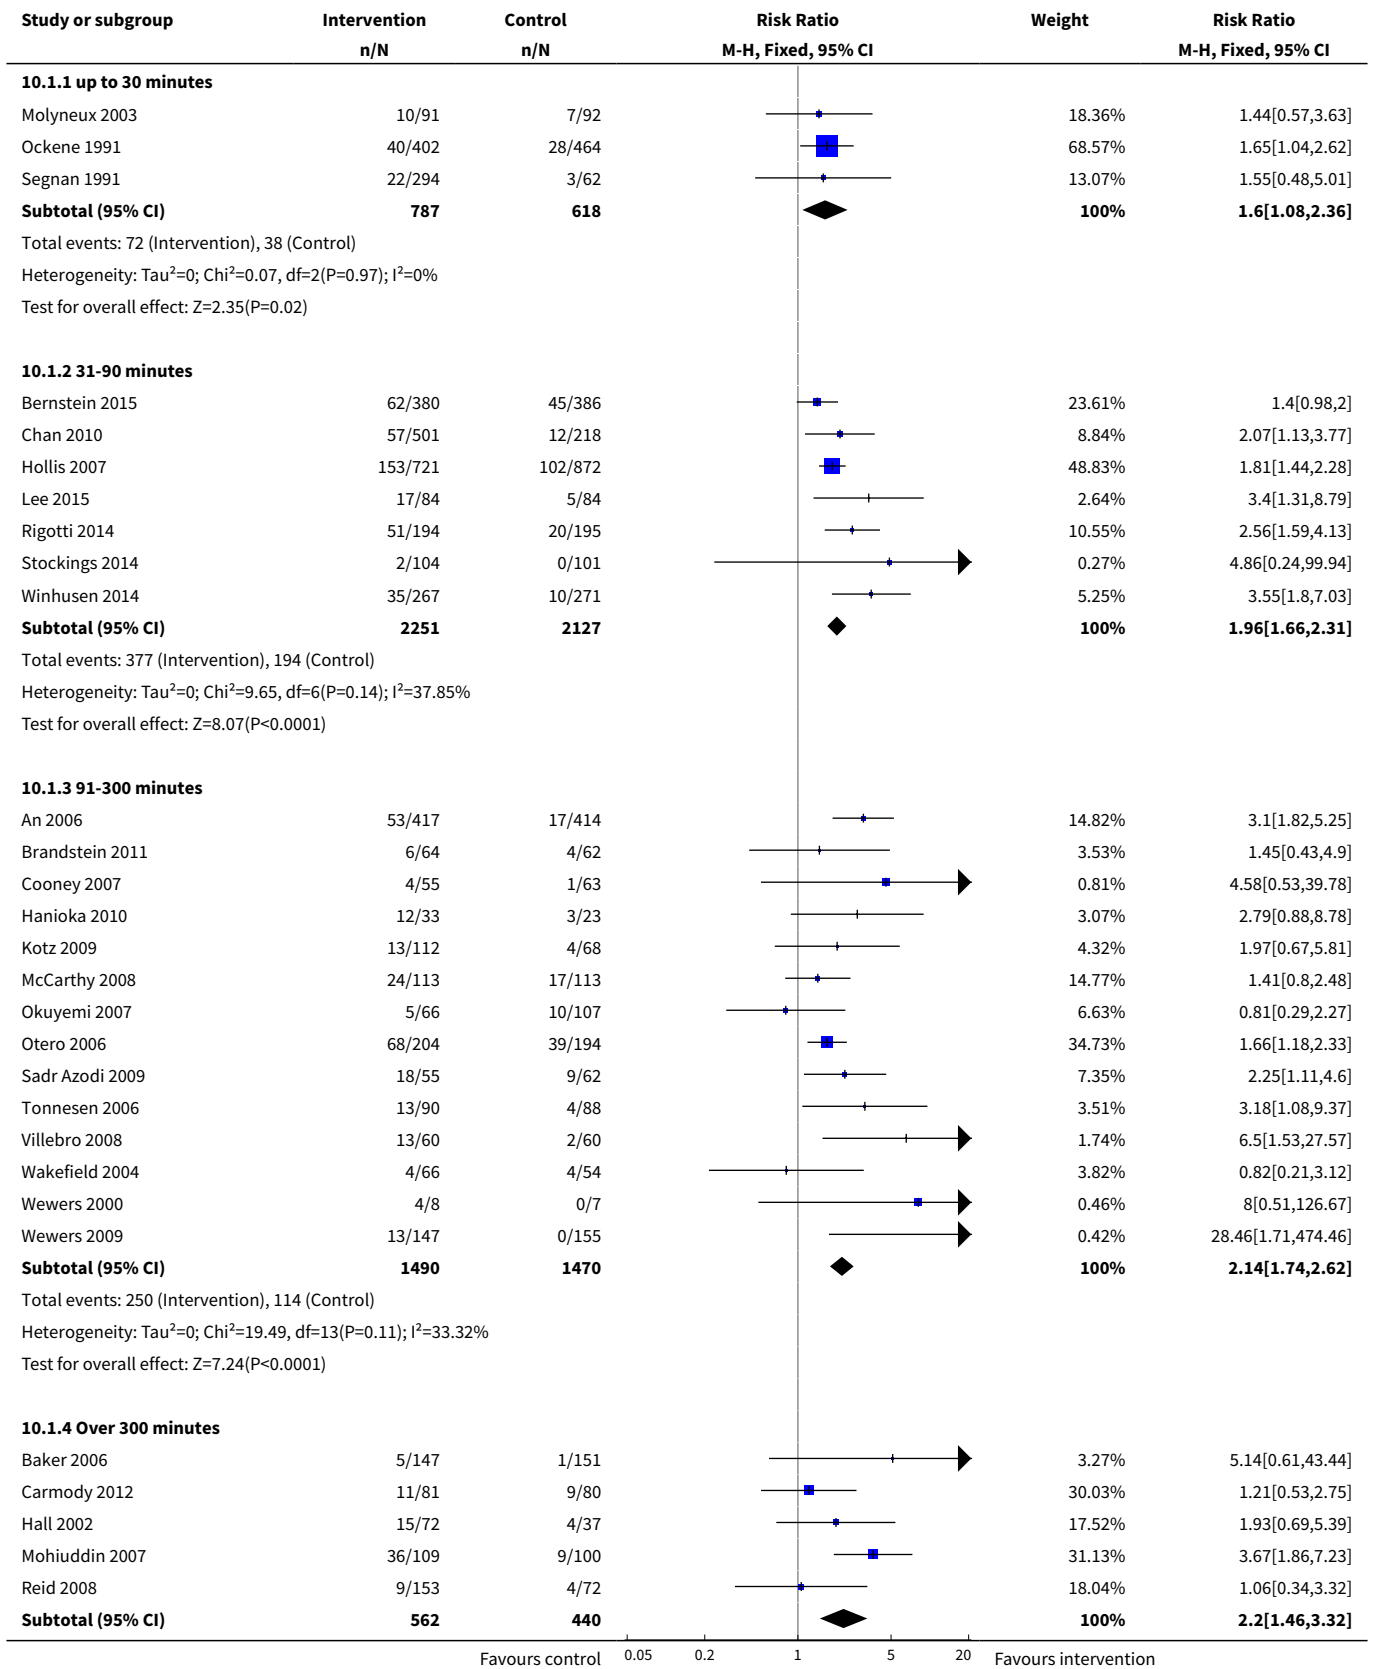 Study or subgroup Intervention Control Risk Ratio Weight Risk Ratio
n/N n/N M-H, Fixed, 95% CI M-H, Fixed, 95% CI
10.1.1 up to 30 minutes
Molyneux 2003 10/91 7/92 18.36% 1.44[0.57,3.63]
Ockene 1991 40/402 28/464 68.57% 1.65[1.04,2.62]
Segnan 1991 22/294 3/62 13.07% 1.55[0.48,5.01]
Subtotal (95% CI) 787 618 100% 1.6[1.08,2.36]
Total events: 72 (Intervention), 38 (Control)
Heterogeneity: Tau²=0; Chi²=0.07, df=2(P=0.97); I²=0%
Test for overall effect: Z=2.35(P=0.02)
10.1.2 31-90 minutes
Bernstein 2015 62/380 45/386 23.61% 1.4[0.98,2]
Chan 2010 57/501 12/218 8.84% 2.07[1.13,3.77]
Hollis 2007 153/721 102/872 48.83% 1.81[1.44,2.28]
Lee 2015 17/84 5/84 2.64% 3.4[1.31,8.79]
Rigotti 2014 51/194 20/195 10.55% 2.56[1.59,4.13]
Stockings 2014 2/104 0/101 0.27% 4.86[0.24,99.94]
Winhusen 2014 35/267 10/271 5.25% 3.55[1.8,7.03]
Subtotal (95% CI) 2251 2127 100% 1.96[1.66,2.31]
Total events: 377 (Intervention), 194 (Control)
Heterogeneity: Tau²=0; Chi²=9.65, df=6(P=0.14); I²=37.85%
Test for overall effect: Z=8.07(P<0.0001)
10.1.3 91-300 minutes
An 2006 53/417 17/414 14.82% 3.1[1.82,5.25]
Brandstein 2011 6/64 4/62 3.53% 1.45[0.43,4.9]
Cooney 2007 4/55 1/63 0.81% 4.58[0.53,39.78]
Hanioka 2010 12/33 3/23 3.07% 2.79[0.88,8.78]
Kotz 2009 13/112 4/68 4.32% 1.97[0.67,5.81]
McCarthy 2008 24/113 17/113 14.77% 1.41[0.8,2.48]
Okuyemi 2007 5/66 10/107 6.63% 0.81[0.29,2.27]
Otero 2006 68/204 39/194 34.73% 1.66[1.18,2.33]
Sadr Azodi 2009 18/55 9/62 7.35% 2.25[1.11,4.6]
Tonnesen 2006 13/90 4/88 3.51% 3.18[1.08,9.37]
Villebro 2008 13/60 2/60 1.74% 6.5[1.53,27.57]
Wakefield 2004 4/66 4/54 3.82% 0.82[0.21,3.12]
Wewers 2000 4/8 0/7 0.46% 8[0.51,126.67]
Wewers 2009 13/147 0/155 0.42% 28.46[1.71,474.46]
Subtotal (95% CI) 1490 1470 100% 2.14[1.74,2.62]
Total events: 250 (Intervention), 114 (Control)
Heterogeneity: Tau²=0; Chi²=19.49, df=13(P=0.11); I²=33.32%
Test for overall effect: Z=7.24(P<0.0001)
10.1.4 Over 300 minutes
Baker 2006 5/147 1/151 3.27% 5.14[0.61,43.44]
Carmody 2012 11/81 9/80 30.03% 1.21[0.53,2.75]
Hall 2002 15/72 4/37 17.52% 1.93[0.69,5.39]
Mohiuddin 2007 36/109 9/100 31.13% 3.67[1.86,7.23]
Reid 2008 9/153 4/72 18.04% 1.06[0.34,3.32]
Subtotal (95% CI) 562 440 100% 2.2[1.46,3.32]
Favours control 0.05 0.2 1 5 20 Favours intervention